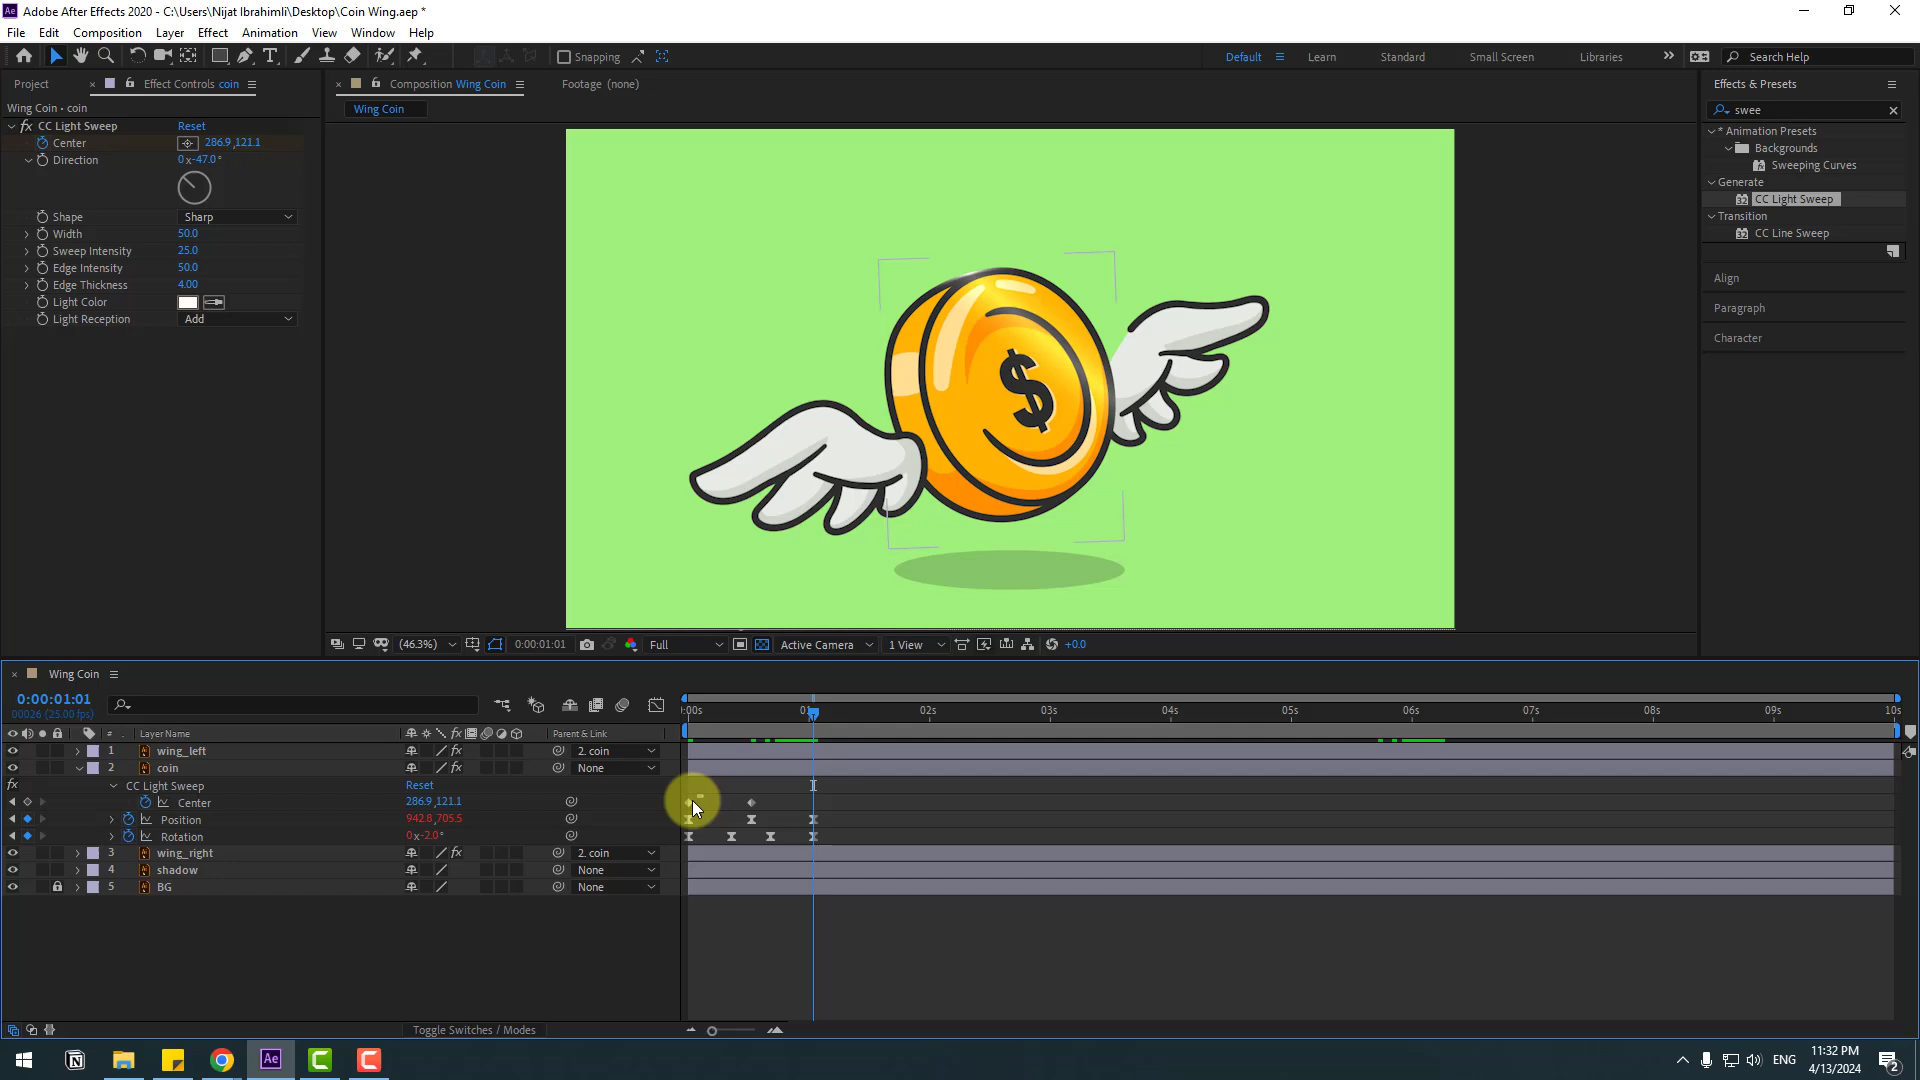 Adobe After Effects 2020 - C:\Users\Nijat Ibrahimli\Desktop\Coin Wing.aep *
File Edit Composition Layer Effect Animation View Window Help
Snapping Default Learn Standard Small Screen Libraries Search Help
Project Effect Controls coin Composition Wing Coin Footage (none) Effects & Presets
Wing Coin • coin Wing Coin swee
CC Light Sweep Reset
Center 286.9 ,121.1
Direction 0 x-47.0 °
Shape Sharp
Width 50.0
Sweep Intensity 25.0
Edge Intensity 50.0
Edge Thickness 4.00
Light Color
Light Reception Add
* Animation Presets
Backgrounds
Sweeping Curves
Generate
CC Light Sweep
Transition
CC Line Sweep
Align
Paragraph
Character
$
(46.3%) 0:00:01:01 Full Active Camera 1 View +0.0
Wing Coin
0:00:01:01
00026 (25.00 fps)
:00s 01 02s 03s 04s 05s 06s 07s 08s 09s 10s
# Layer Name Parent & Link
1 wing_left 2. coin
2 coin None
CC Light Sweep Reset
Center 286.9 ,121.1
Position 942.8 ,705.5
Rotation 0 x-2.0 °
3 wing_right 2. coin
4 shadow None
5 BG None
Toggle Switches / Modes
ENG 11:32 PM
4/13/2024 2